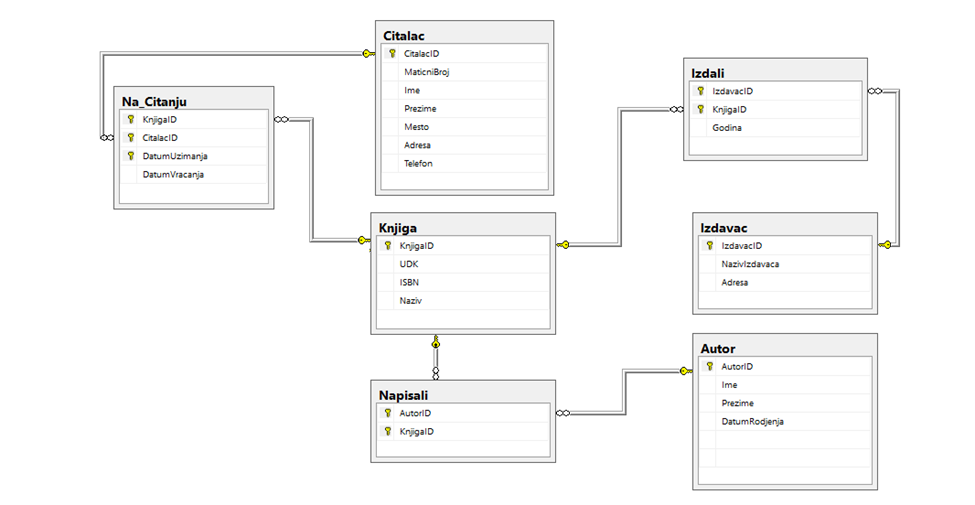 Citalac
CitalacID
MaticniBroj
Ime
Prezime
Mesto
Adresa
Telefon
Izdali
IzdavacID
KnjigaID
Godina
Na_Citanju
KnjigaID
CitalacID
DatumUzimanja
DatumVracanja
Knjiga
KnjigaID
UDK
ISBN
Naziv
Izdavac
IzdavacID
NazivIzdavaca
Adresa
Autor
AutorID
Ime
Prezime
DatumRodjenja
Napisali
AutorID
KnjigaID